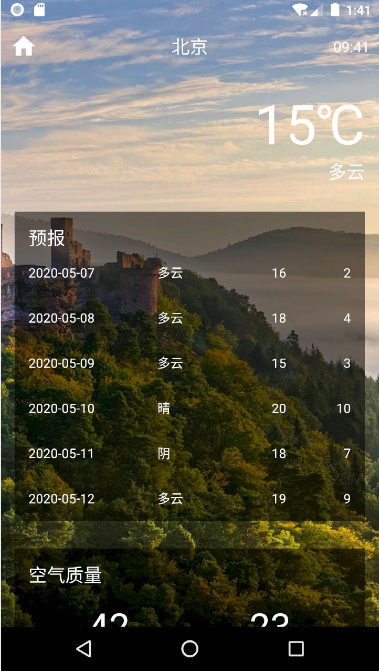 1:41
北京 09:41
15℃
多云
预报
2020-05-07 多云 16 2
2020-05-08 多云 18 4
2020-05-09 多云 15 3
2020-05-10 晴 20 10
2020-05-11 阴 18 7
2020-05-12 多云 19 9
空气质量
42 23